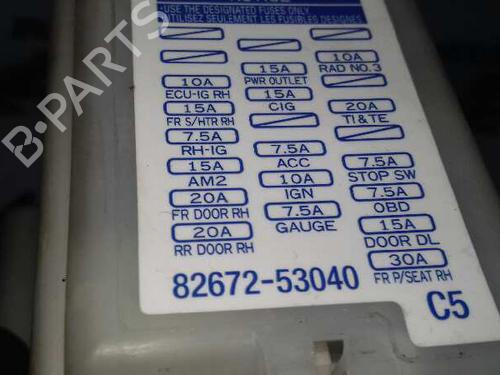 •USE THE DESIGNATED FUSES ONLY
UTILISEZ SEULEMENT LES FUSIBLES DESIGNES
10A
ECU-IG RH
15A
FR S/HTR RH
7.5A
RH-IG
15A
AM2
20A
FR DOOR RH
20A
RR DOOR RH
15A
PWR OUTLET
15A
CIG
7.5A
ACC
10A
IGN
7.5A
GAUGE
10A
RAD NO.3
20A
TI&TE
7.5A
STOP SW
7.5A
OBD
15A
DOOR DL
30A
FR P/SEAT RH
82672-53040
C5
B-PARTS